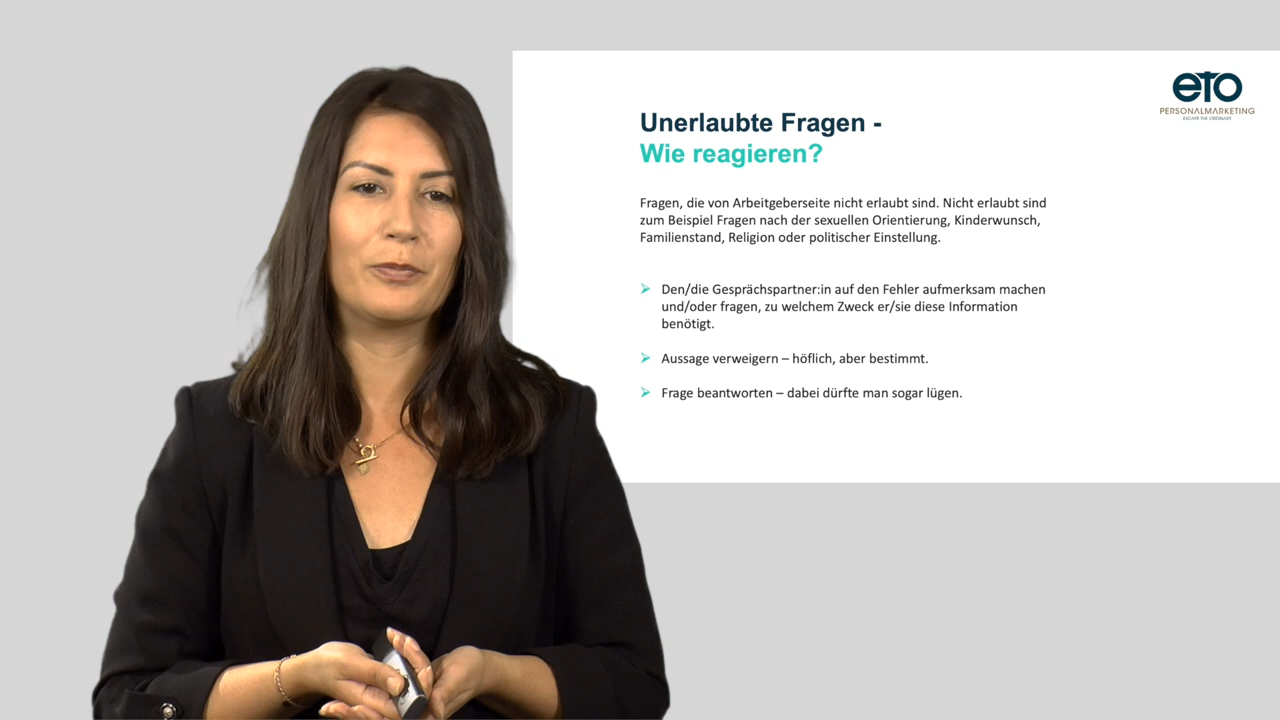 eTO
PERSONALMARKETING
ESCAPE THE ORDINARY
Unerlaubte Fragen -
Wie reagieren?
Fragen, die von Arbeitgeberseite nicht erlaubt sind. Nicht erlaubt sind
zum Beispiel Fragen nach der sexuellen Orientierung, Kinderwunsch,
Familienstand, Religion oder politischer Einstellung.
Den/die Gesprächspartner:in auf den Fehler aufmerksam machen
und/oder fragen, zu welchem Zweck er/sie diese Information
benötigt.
Aussage verweigern – höflich, aber bestimmt.
Frage beantworten – dabei dürfte man sogar lügen.